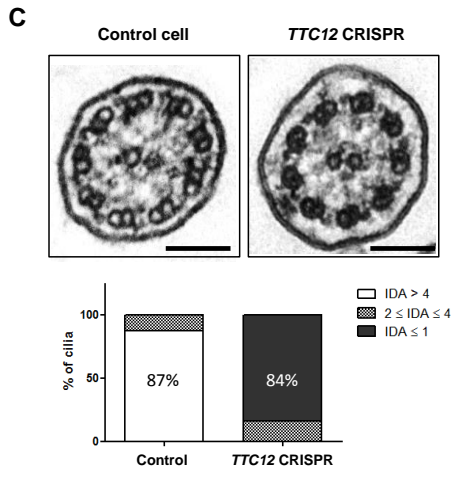 C
Control cell TTC12 CRISPR
IDA > 4
2 ≤ IDA ≤ 4
IDA ≤ 1
% of cilia
100
50
0
87%
84%
Control TTC12 CRISPR